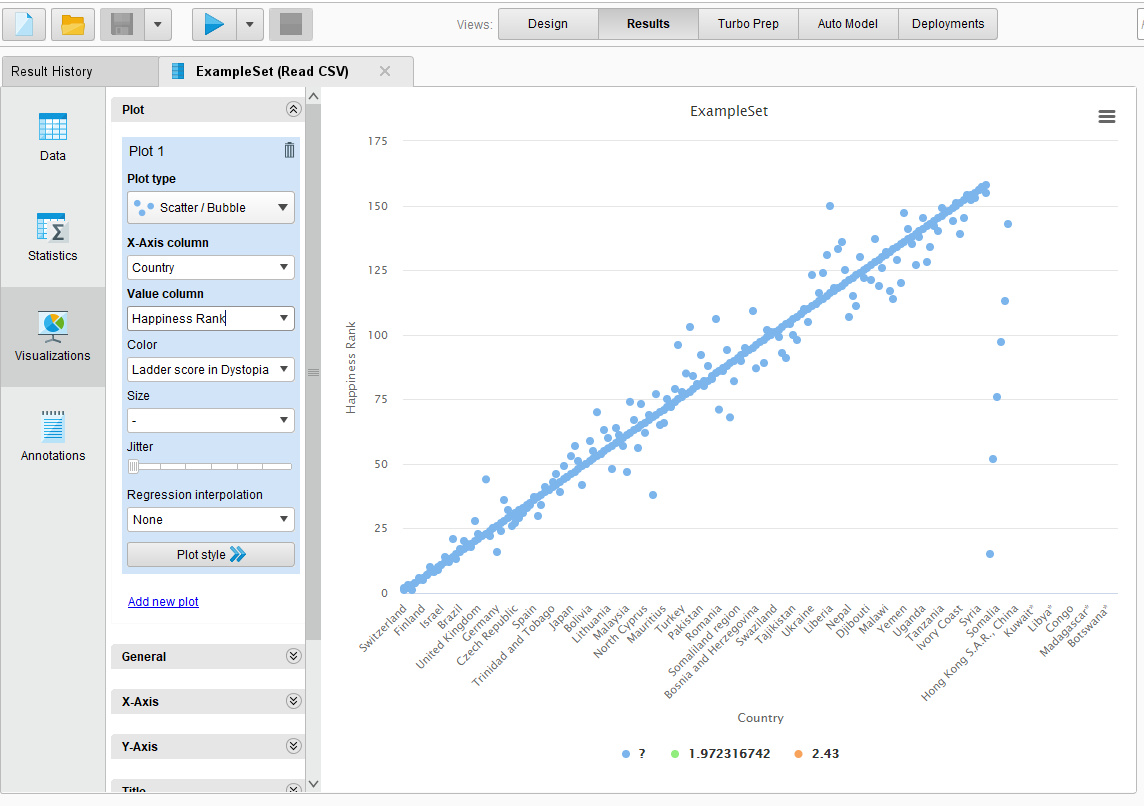 Views: Design Results Turbo Prep Auto Model Deployments
Result History ExampleSet (Read CSV)
Data
Statistics
Visualizations
Annotations
Plot
Plot 1
Plot type
Scatter / Bubble
X-Axis column
Country
Value column
Happiness Rank
Color
Ladder score in Dystopia
Size
-
Jitter
Regression interpolation
None
Plot style
Add new plot
General
X-Axis
Y-Axis
Title
ExampleSet
Happiness Rank
175
150
125
100
75
50
25
0
Switzerland
Finland
Israel
Brazil
United Kingdom
Germany
Czech Republic
Spain
Trinidad and Tobago
Japan
Bolivia
Lithuania
Malaysia
North Cyprus
Mauritius
Turkey
Pakistan
Romania
Somaliland region
Bosnia and Herzegovina
Swaziland
Tajikistan
Ukraine
Liberia
Nepal
Djibouti
Malawi
Yemen
Uganda
Tanzania
Ivory Coast
Syria
Somalia
Hong Kong S.A.R., China
Kuwait*
Libya*
Congo
Madagascar*
Botswana*
Country
? 1.972316742 2.43